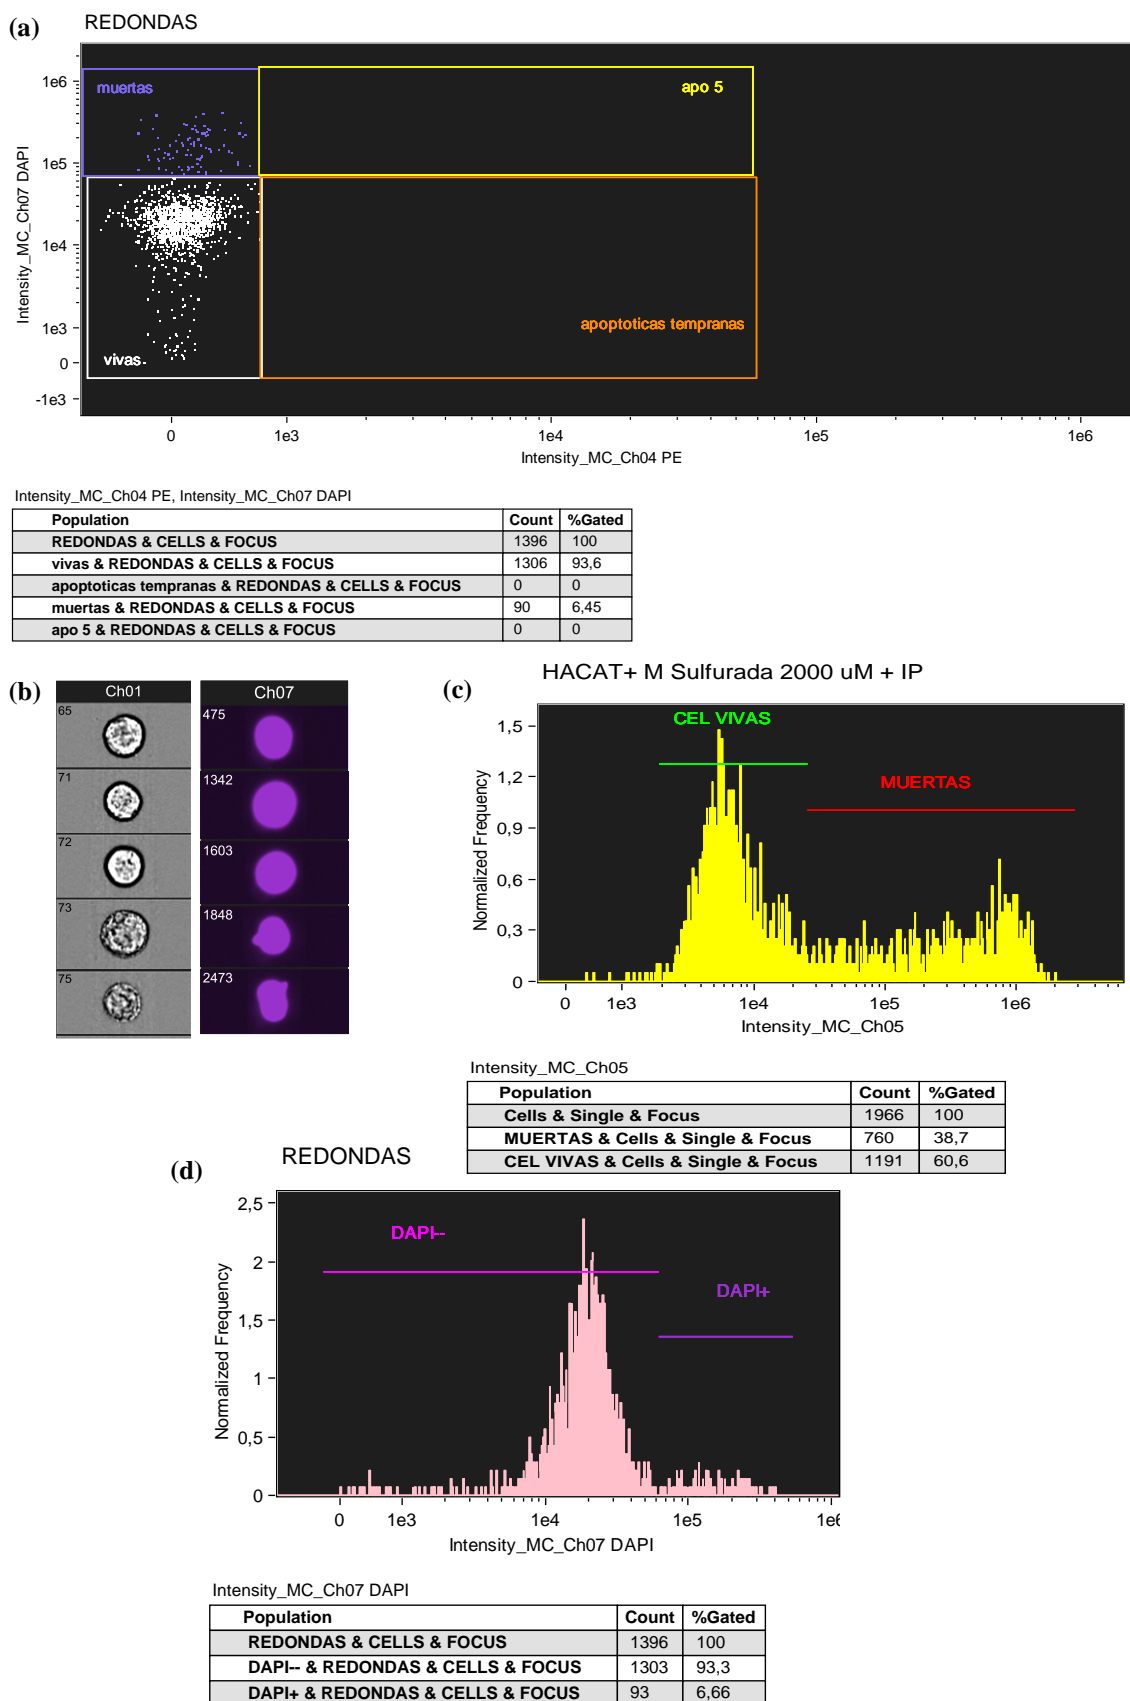 (a)
REDONDAS
Intensity_MC_Ch07 DAPI
1e6
1e5
1e4
1e3
0
-1e3
muertas
apo 5
vivas
apoptoticas tempranas
0
1e3
1e4
1e5
1e6
Intensity_MC_Ch04 PE
Intensity_MC_Ch04 PE, Intensity_MC_Ch07 DAPI
Population Count %Gated
REDONDAS & CELLS & FOCUS 1396 100
vivas & REDONDAS & CELLS & FOCUS 1306 93,6
apoptoticas tempranas & REDONDAS & CELLS & FOCUS 0 0
muertas & REDONDAS & CELLS & FOCUS 90 6,45
apo 5 & REDONDAS & CELLS & FOCUS 0 0
(b)
Ch01
65
71
72
73
75
Ch07
475
1342
1603
1848
2473
(c)
HACAT+ M Sulfurada 2000 uM + IP
Normalized Frequency
1,5
1,2
0,9
0,6
0,3
0
CEL VIVAS
MUERTAS
0
1e3
1e4
1e5
1e6
Intensity_MC_Ch05
Intensity_MC_Ch05
Population Count %Gated
Cells & Single & Focus 1966 100
MUERTAS & Cells & Single & Focus 760 38,7
CEL VIVAS & Cells & Single & Focus 1191 60,6
(d)
REDONDAS
Normalized Frequency
2,5
2
1,5
1
0,5
0
DAPI--
DAPI+
0
1e3
1e4
1e5
1e6
Intensity_MC_Ch07 DAPI
Intensity_MC_Ch07 DAPI
Population Count %Gated
REDONDAS & CELLS & FOCUS 1396 100
DAPI-- & REDONDAS & CELLS & FOCUS 1303 93,3
DAPI+ & REDONDAS & CELLS & FOCUS 93 6,66